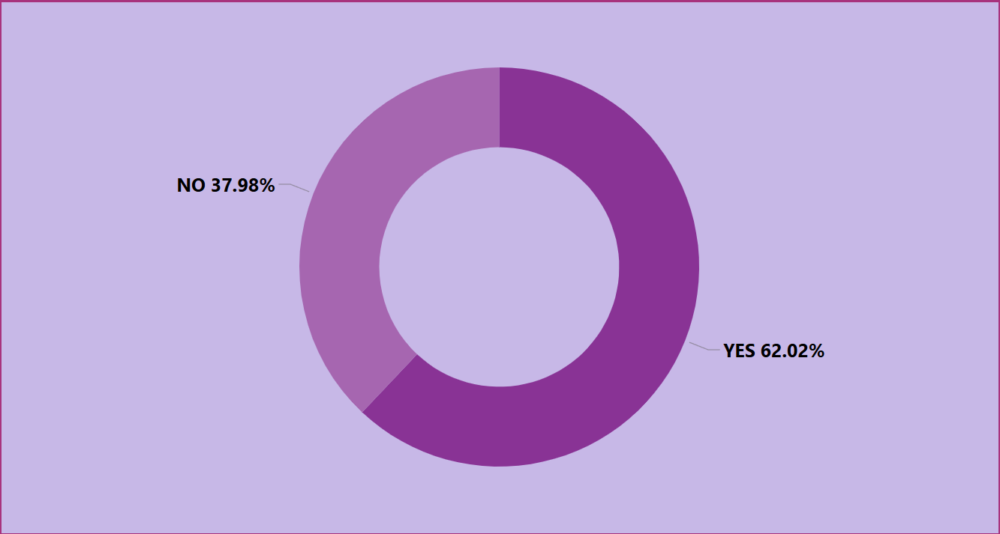 NO 37.98%
YES 62.02%